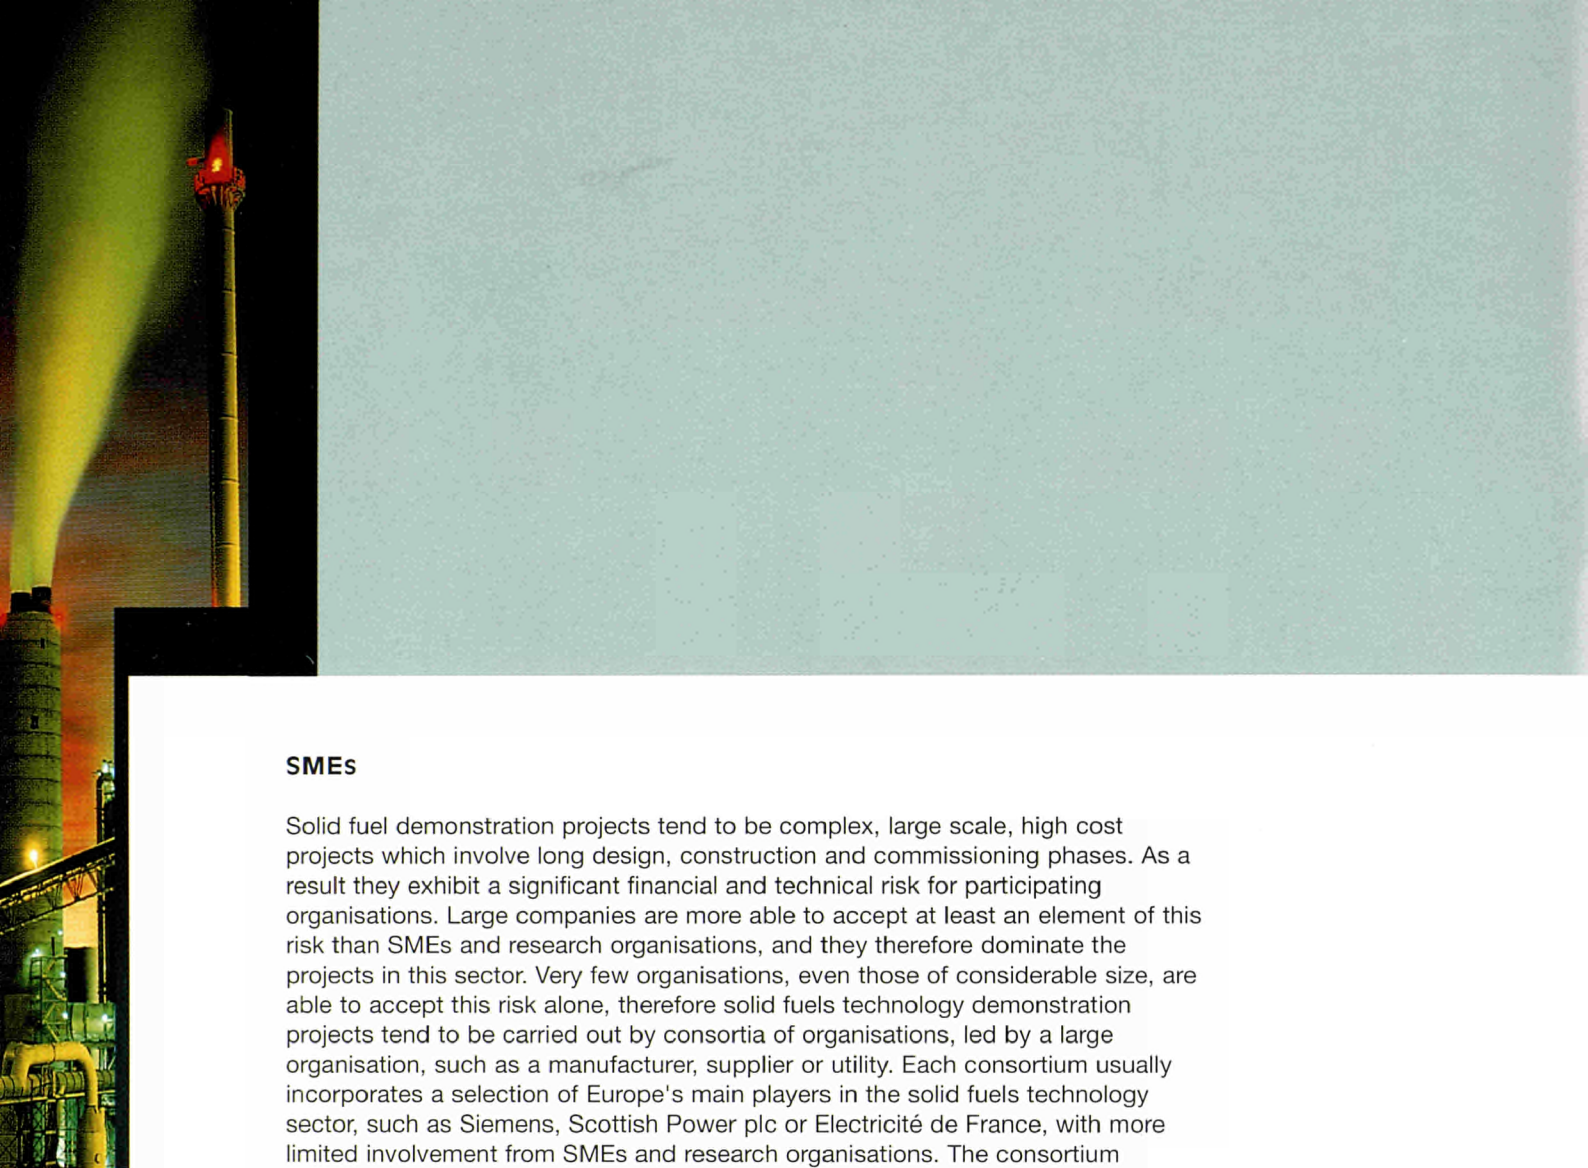 SMEs
Solid fuel demonstration projects tend to be complex, large scale, high cost
projects which involve long design, construction and commissioning phases. As a
result they exhibit a significant financial and technical risk for participating
organisations. Large companies are more able to accept at least an element of this
risk than SMEs and research organisations, and they therefore dominate the
projects in this sector. Very few organisations, even those of considerable size, are
able to accept this risk alone, therefore solid fuels technology demonstration
projects tend to be carried out by consortia of organisations, led by a large
organisation, such as a manufacturer, supplier or utility. Each consortium usually
incorporates a selection of Europe's main players in the solid fuels technology
sector, such as Siemens, Scottish Power plc or Electricité de France, with more
limited involvement from SMEs and research organisations. The consortium